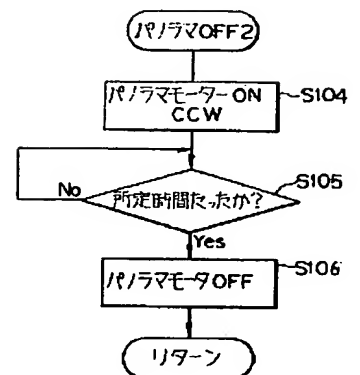 パノラマOFF2
パノラマモーターON
CCW
S104
所定時間たったか?
S105
No
Yes
パノラマモータOFF
S106
リターン